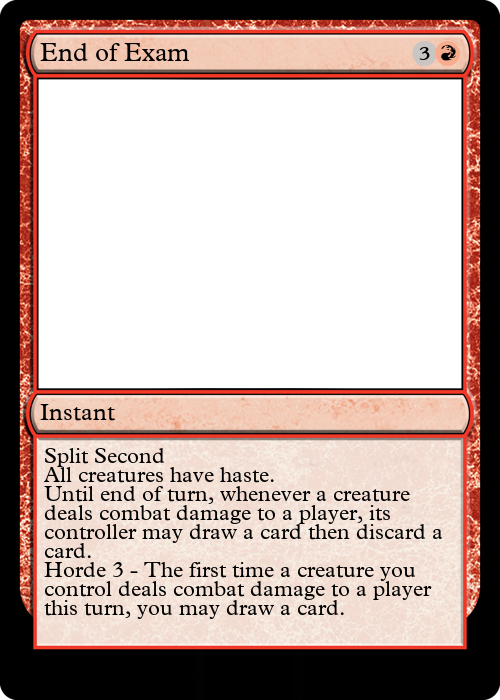 End of Exam 3
Instant
Split Second
All creatures have haste.
Until end of turn, whenever a creature
deals combat damage to a player, its
controller may draw a card then discard a
card.
Horde 3 - The first time a creature you
control deals combat damage to a player
this turn, you may draw a card.